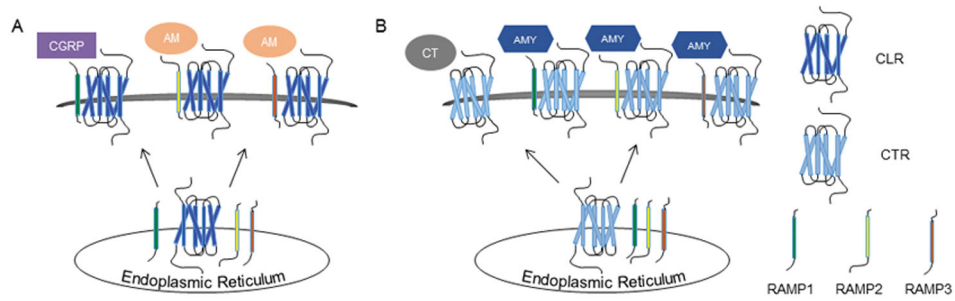 A
CGRP
AM
AM
Endoplasmic Reticulum
B
CT
AMY
AMY
AMY
Endoplasmic Reticulum
CLR
CTR
RAMP1 RAMP2 RAMP3